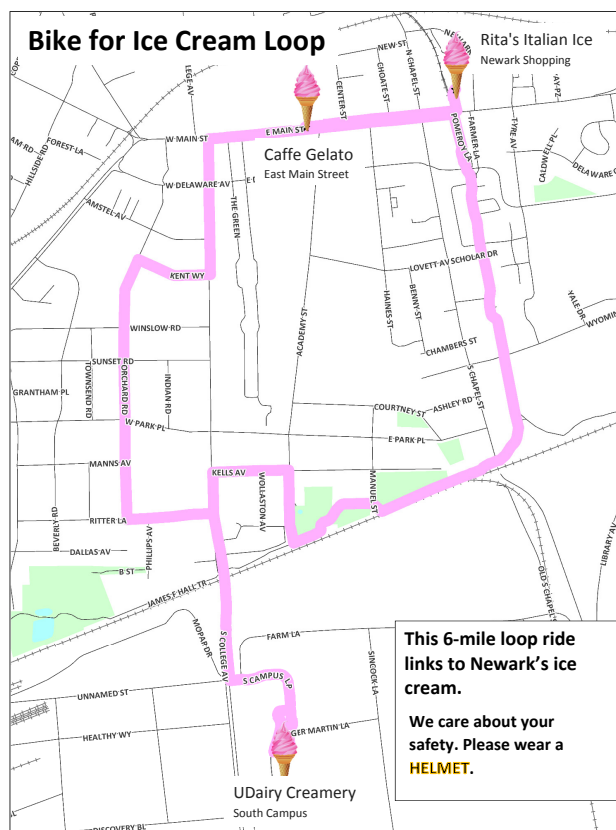 Bike for Ice Cream Loop
Rita's Italian Ice
Newark Shopping
NEW ST
CENTER ST
CHOATE ST
N CHAPEL ST
W MAIN ST
E MAIN ST
FOREST LA
HILLSIDE RD
POMEROY LA
FARMER LA
TYRE AV
CALDWELL PL
Caffe Gelato
East Main Street
W DELAWARE AV
AMSTEL AV
THE GREEN
LOVETT AV
SCHOLAR DR
KENT WY
HAINES ST
BENNY ST
YALE DR
WINSLOW RD
ACADEMY ST
CHAMBERS ST
SUNSET RD
GRANTHAM PL
TOWNSEND RD
ORCHARD RD
INDIAN RD
S CHAPEL ST
COURTNEY ST
ASHLEY RD
W PARK PL
E PARK PL
MANNS AV
KELLS AV
WOLLASTON AV
MANUEL ST
BEVERLY RD
RITTER LA
PHILLIPS AV
DALLAS AV
B ST
LIBRARY AV
JAMES F HALL TR
MOPAR DR
S COLLEGE AV
FARM LA
SINCOCK LA
S CAMPUS LP
UNNAMED ST
HEALTHY WY
GER MARTIN LA
This 6-mile loop ride
links to Newark's ice
cream.
We care about your
safety. Please wear a
HELMET.
UDairy Creamery
South Campus
DISCOVERY BL